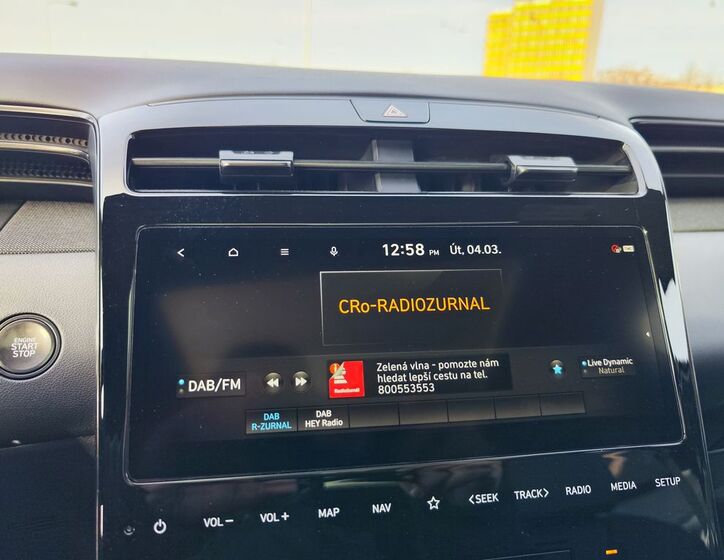 12:58 PM Út, 04.03.
CRo-RADIOZURNAL
ENGINE
START
STOP
DAB/FM
Radiožurnál
Zelená vlna - pomozte nám
hledat lepší cestu na tel.
800553553
Live Dynamic
Natural
DAB
R-ZURNAL
DAB
HEY Radio
VOL−
VOL+
MAP
NAV
<SEEK
TRACK>
RADIO
MEDIA
SETUP